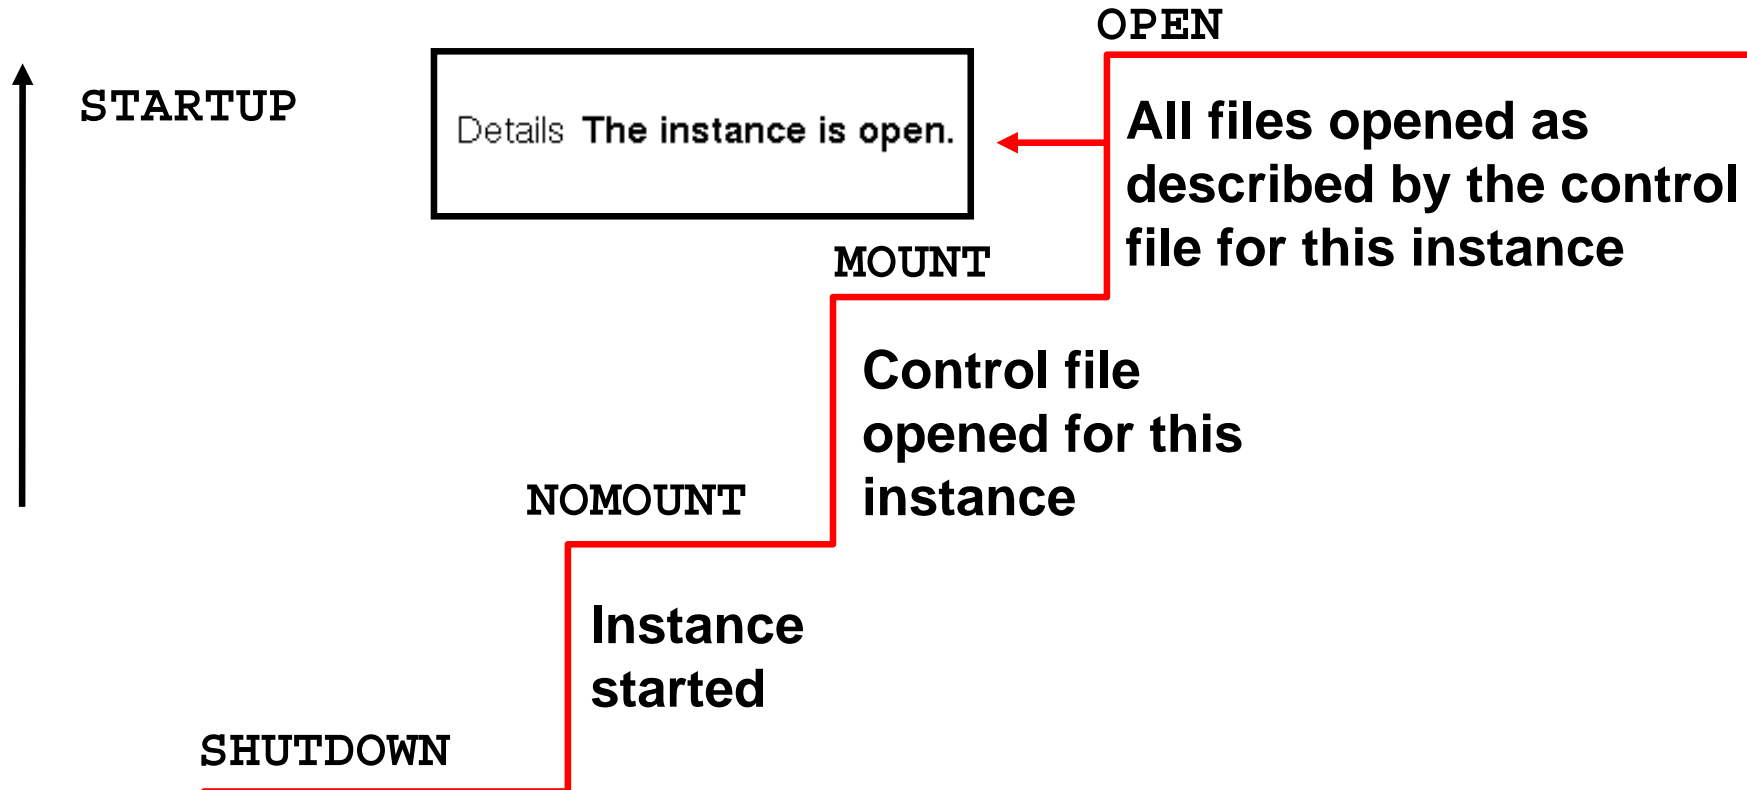 OPEN
STARTUP
Details The instance is open.
All files opened as
described by the control
file for this instance
MOUNT
Control file
opened for this
instance
NOMOUNT
Instance
started
SHUTDOWN